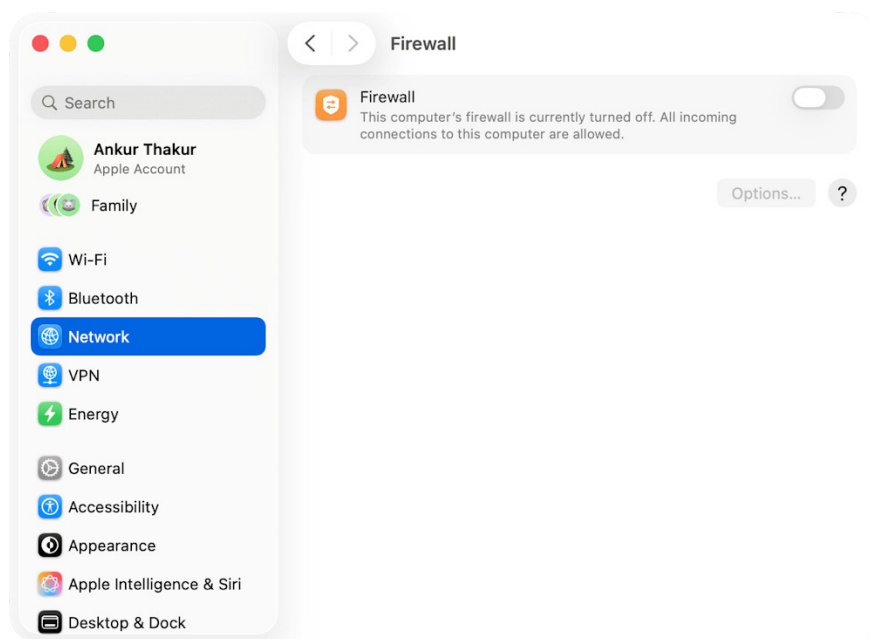 Firewall
Search
Firewall
This computer's firewall is currently turned off. All incoming
connections to this computer are allowed.
Ankur Thakur
Apple Account
Options...
?
Family
Wi-Fi
Bluetooth
Network
VPN
Energy
General
Accessibility
Appearance
Apple Intelligence & Siri
Desktop & Dock